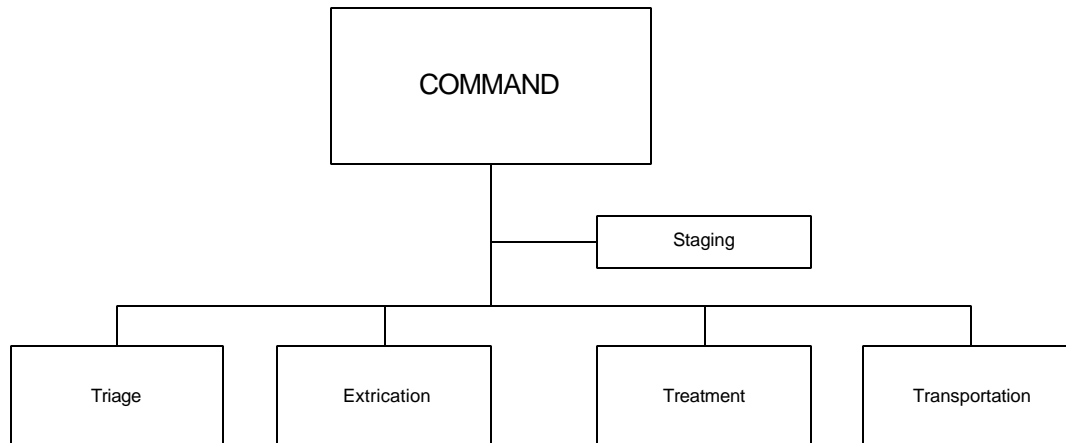 COMMAND
Staging
Triage
Extrication
Treatment
Transportation